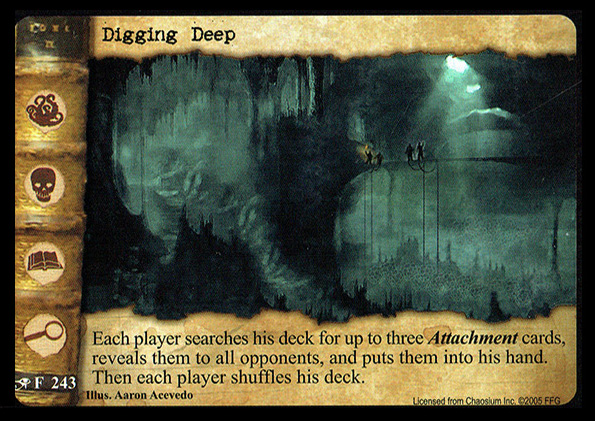 Digging Deep
Each player searches his deck for up to three Attachment cards,
reveals them to all opponents, and puts them into his hand.
Then each player shuffles his deck.
F 243
Illus. Aaron Acevedo
Licensed from Chaosium Inc. ©2005 FFG